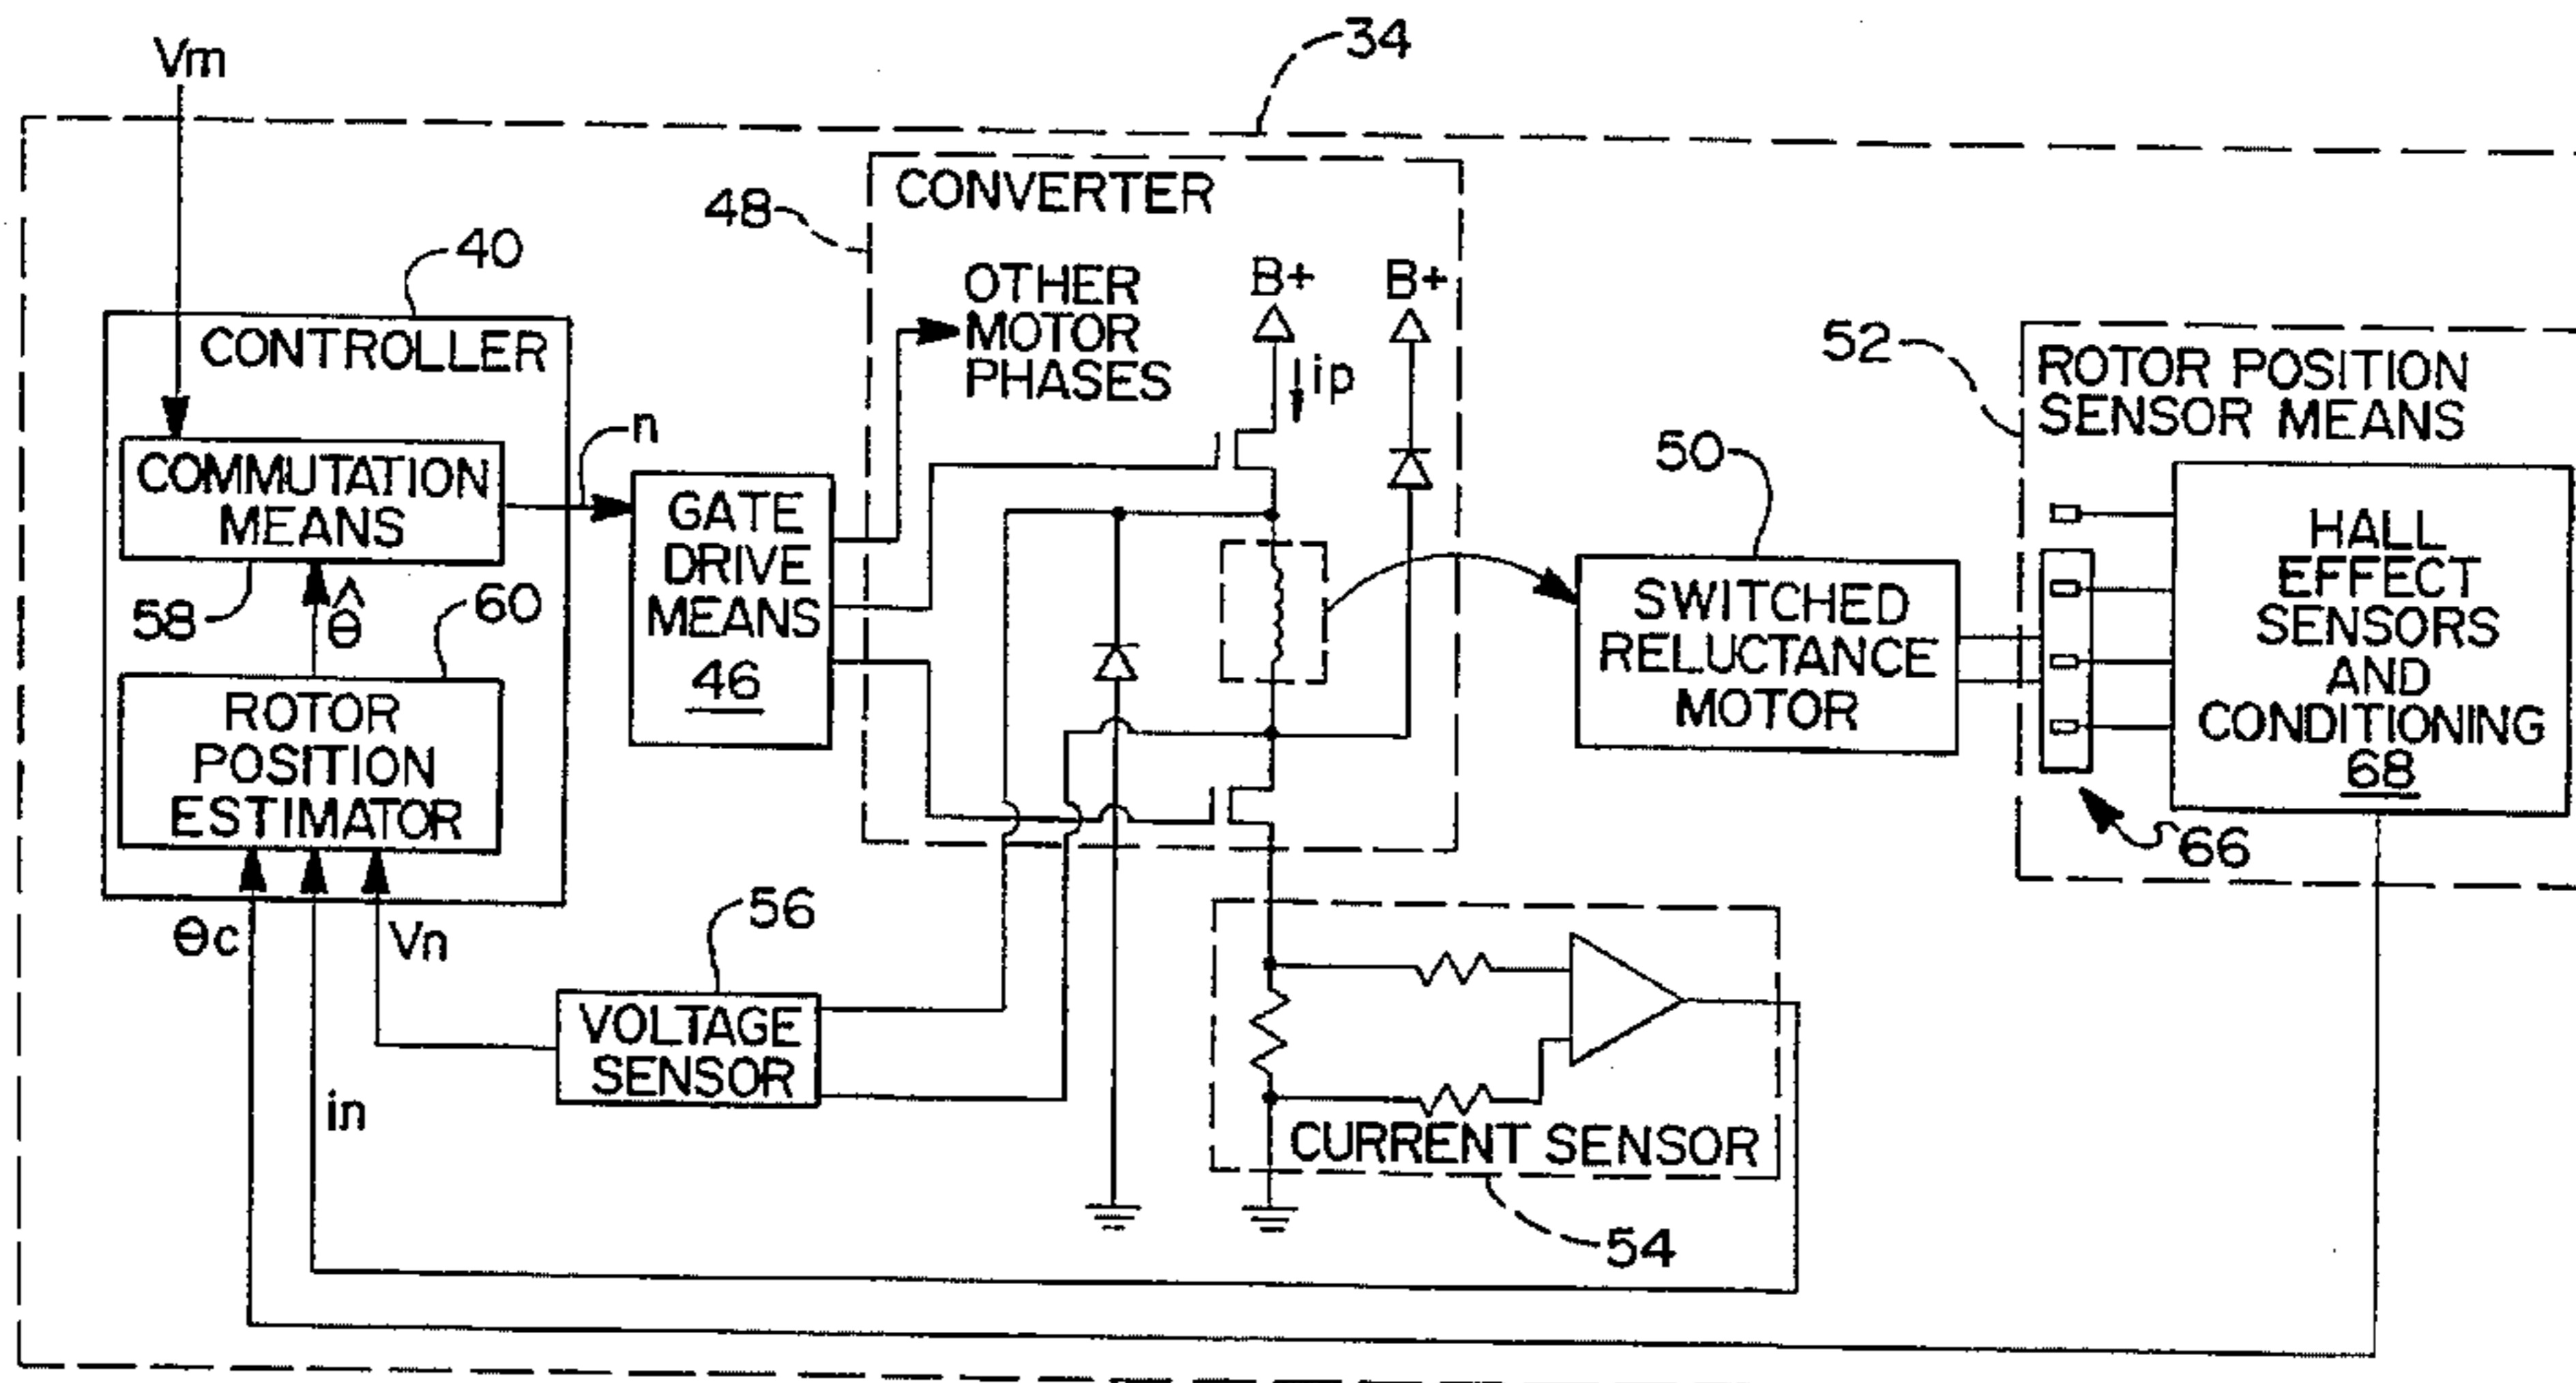 34
Vm
48
CONVERTER
40
CONTROLLER
OTHER
MOTOR
PHASES
B+
B+
ip
n
COMMUTATION
MEANS
58
θ̂
60
ROTOR
POSITION
ESTIMATOR
GATE
DRIVE
MEANS
46
50
SWITCHED
RELUCTANCE
MOTOR
52
ROTOR POSITION
SENSOR MEANS
HALL
EFFECT
SENSORS
AND
CONDITIONING
68
66
θc
in
Vn
56
VOLTAGE
SENSOR
CURRENT SENSOR
54